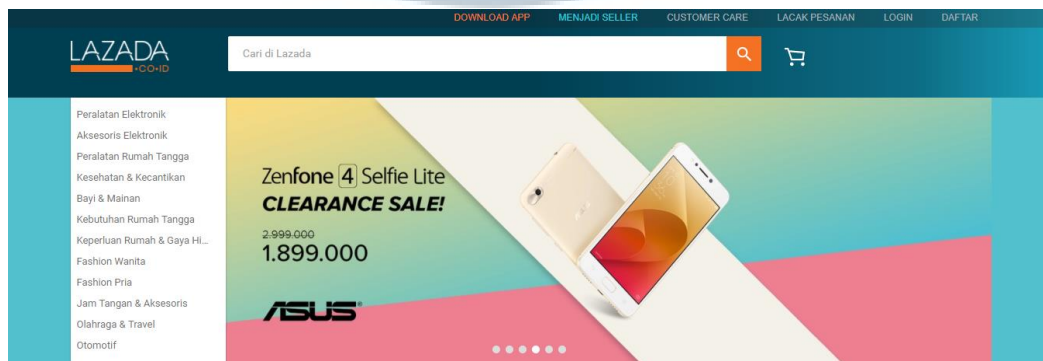 DOWNLOAD APP MENJADI SELLER CUSTOMER CARE LACAK PESANAN LOGIN DAFTAR
LAZADA
•CO•ID
Cari di Lazada
Peralatan Elektronik
Aksesoris Elektronik
Peralatan Rumah Tangga
Kesehatan & Kecantikan
Bayi & Mainan
Kebutuhan Rumah Tangga
Keperluan Rumah & Gaya Hi...
Fashion Wanita
Fashion Pria
Jam Tangan & Aksesoris
Olahraga & Travel
Otomotif
Zenfone 4 Selfie Lite
CLEARANCE SALE!
2.999.000
1.899.000
ASUS